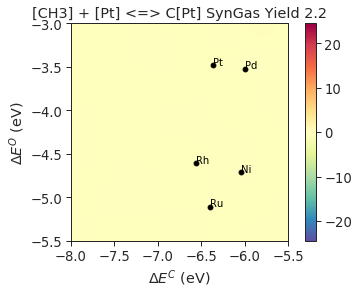 [CH3] + [Pt] <=> C[Pt] SynGas Yield 2.2
−3.0
−3.5
−4.0
−4.5
−5.0
−5.5
ΔE^O (eV)
Pt
Pd
Rh
Ni
Ru
−8.0 −7.5 −7.0 −6.5 −6.0 −5.5
ΔE^C (eV)
20
10
0
−10
−20